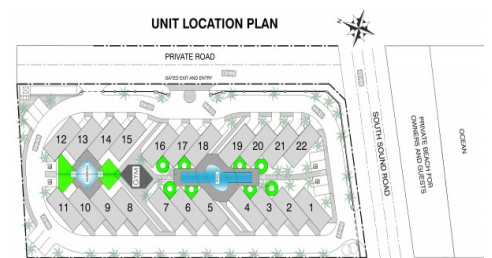 UNIT LOCATION PLAN
PRIVATE ROAD
GATED EXIT AND ENTRY
12 13 14 15 16 17 18 19 20 21 22
GYM
11 10 9 8 7 6 5 4 3 2 1
SOUTH SOUND ROAD
PRIVATE BEACH FOR
OWNERS AND GUESTS
OCEAN